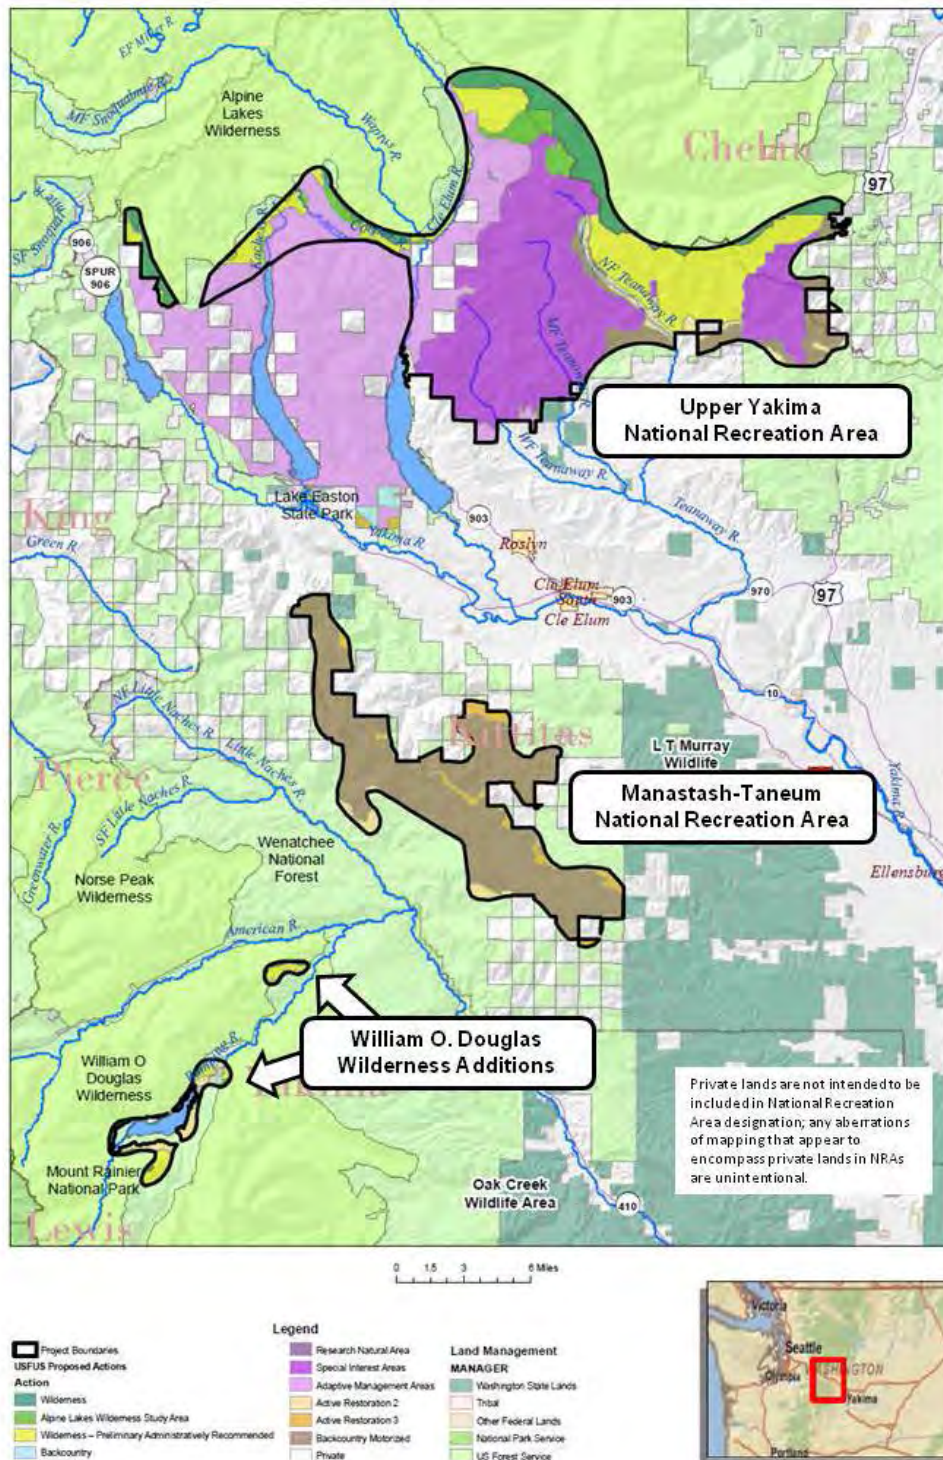 EF Miller R.
MF Snoqualmie R.
Alpine
Lakes
Wilderness
Waptus R.
Chelan
97
SF Snoqua
906
SPUR
906
Kachess R.
Cle Elum R.
NF Teanaway R.
MF Teanaway R.
Upper Yakima
National Recreation Area
WF Teanaway R.
Lake Easton
State Park
King
Green R.
Yakima R.
903
Roslyn
Teanaway R.
Cle Elum
South
Cle Elum
903
970
97
10
NF Little Naches R.
Little Naches R.
Kittitas
L T Murray
Wildlife
Pierce
SF Little Naches R.
Manastash-Taneum
National Recreation Area
Yakima R.
Greenwater R.
Wenatchee
National
Forest
Ellensburg
Norse Peak
Wilderness
American R.
William O. Douglas
Wilderness Additions
William O
Douglas
Wilderness
Private lands are not intended to be
included in National Recreation
Area designation; any aberrations
of mapping that appear to
encompass private lands in NRAs
are unintentional.
Mount Rainier
National Park
Oak Creek
Wildlife Area
410
Lewis
0 1.5 3 6 Miles
Legend
Project Boundaries
USFUS Proposed Actions
Action
Wilderness
Alpine Lakes Wilderness Study Area
Wilderness – Preliminary Administratively Recommended
Backcountry
Research Natural Area
Special Interest Areas
Adaptive Management Areas
Active Restoration 2
Active Restoration 3
Backcountry Motorized
Private
Land Management
MANAGER
Washington State Lands
Tribal
Other Federal Lands
National Park Service
US Forest Service
Victoria
Seattle
Olympia
WASHINGTON
Yakima
Portland